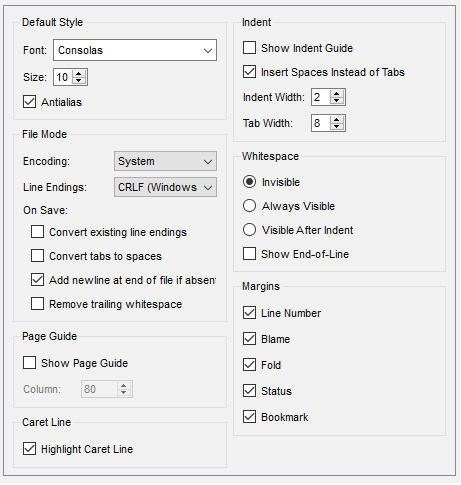 Default Style
Font: Consolas
Size: 10
Antialias
File Mode
Encoding: System
Line Endings: CRLF (Windows
On Save:
Convert existing line endings
Convert tabs to spaces
Add newline at end of file if absent
Remove trailing whitespace
Page Guide
Show Page Guide
Column: 80
Caret Line
Highlight Caret Line
Indent
Show Indent Guide
Insert Spaces Instead of Tabs
Indent Width: 2
Tab Width: 8
Whitespace
Invisible
Always Visible
Visible After Indent
Show End-of-Line
Margins
Line Number
Blame
Fold
Status
Bookmark